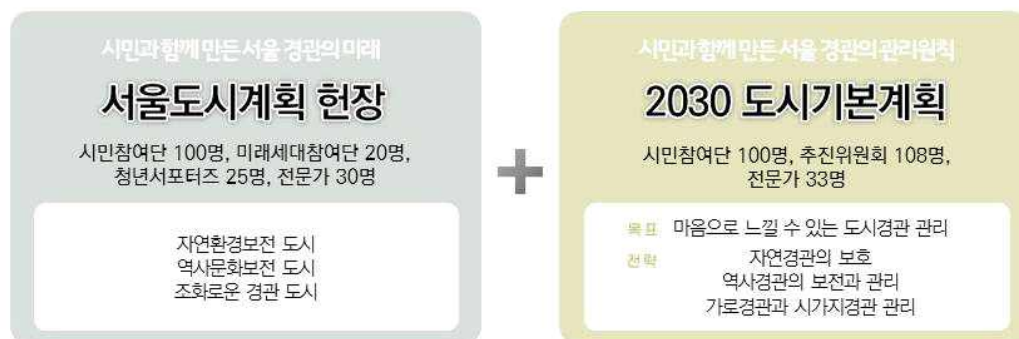 시민과 함께 만든 서울 경관의 미래
서울도시계획 헌장
시민참여단 100명, 미래세대참여단 20명,
청년서포터즈 25명, 전문가 30명
자연환경보전 도시
역사문화보전 도시
조화로운 경관 도시
+
시민과 함께 만든 서울 경관의 관리원칙
2030 도시기본계획
시민참여단 100명, 추진위원회 108명,
전문가 33명
목표 마음으로 느낄 수 있는 도시경관 관리
전략 자연경관의 보호
역사경관의 보전과 관리
가로경관과 시가지경관 관리